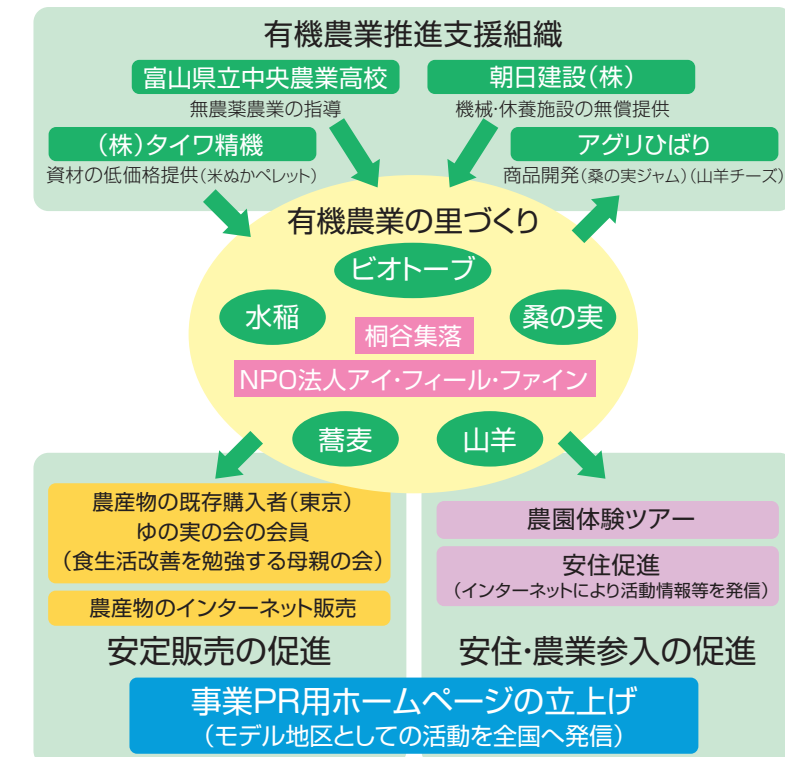 有機農業推進支援組織
富山県立中央農業高校
無農薬農業の指導
朝日建設(株)
機械・休養施設の無償提供
(株)タイワ精機
資材の低価格提供(米ぬかペレット)
アグリひばり
商品開発(桑の実ジャム)(山羊チーズ)
有機農業の里づくり
ビオトーブ
水稲
桑の実
桐谷集落
NPO法人アイ・フィール・ファイン
蕎麦
山羊
農産物の既存購入者(東京)
ゆの実の会の会員
(食生活改善を勉強する母親の会)
農産物のインターネット販売
安定販売の促進
農園体験ツアー
安住促進
(インターネットにより活動情報等を発信)
安住・農業参入の促進
事業PR用ホームページの立上げ
(モデル地区としての活動を全国へ発信)